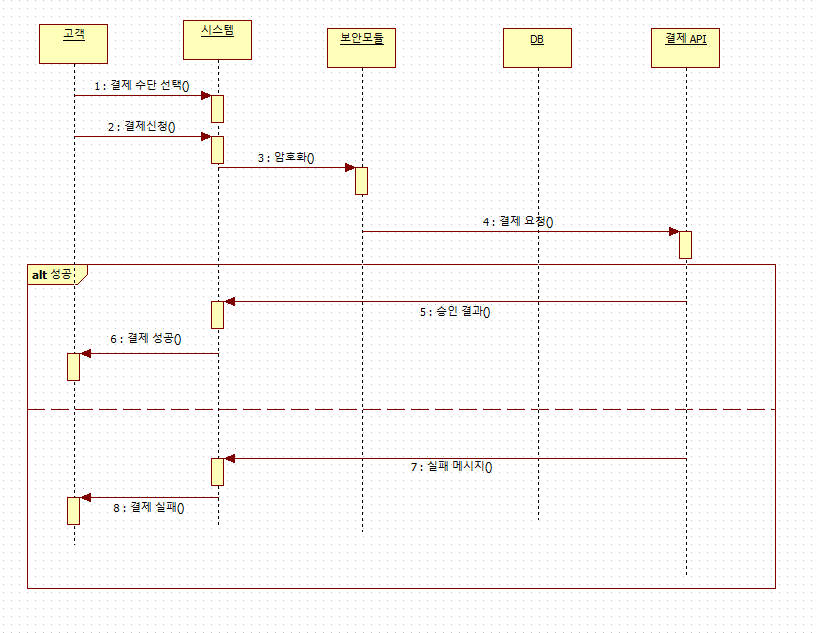 고객
시스템
보안모듈
DB
결제 API
1 : 결제 수단 선택()
2 : 결제신청()
3 : 암호화()
4 : 결제 요청()
alt 성공
5 : 승인 결과()
6 : 결제 성공()
7 : 실패 메시지()
8 : 결제 실패()